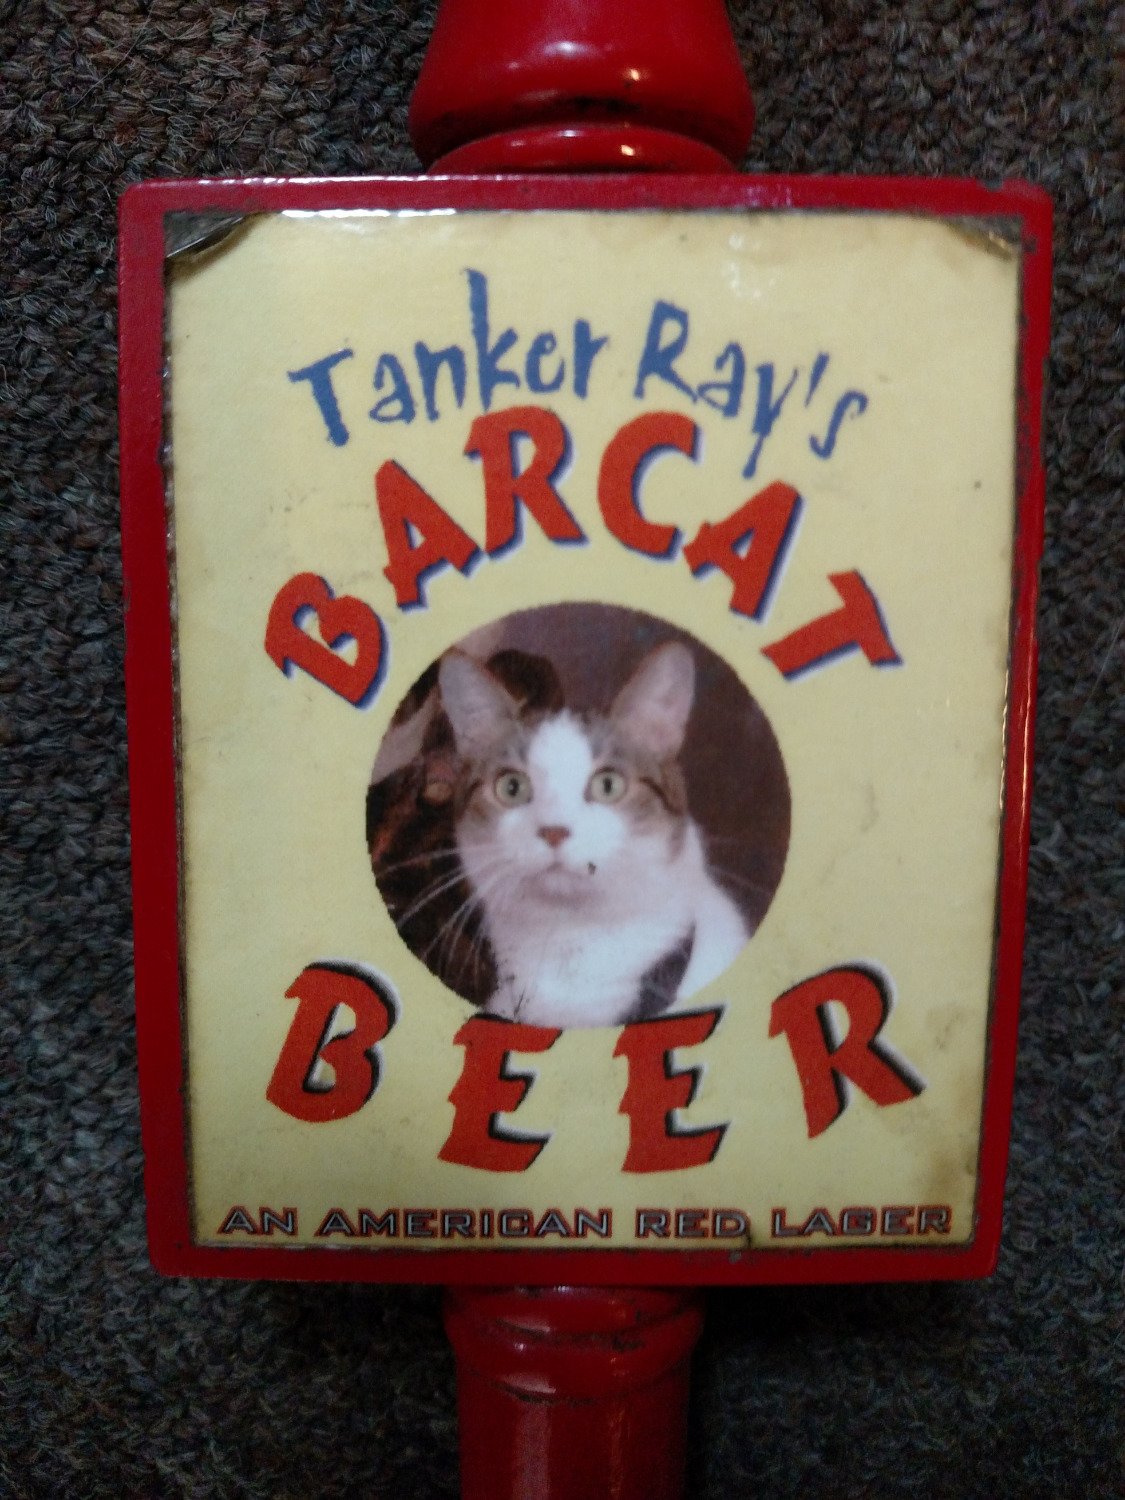 Tanker Ray's
BARCAT
BEER
AN AMERICAN RED LAGER